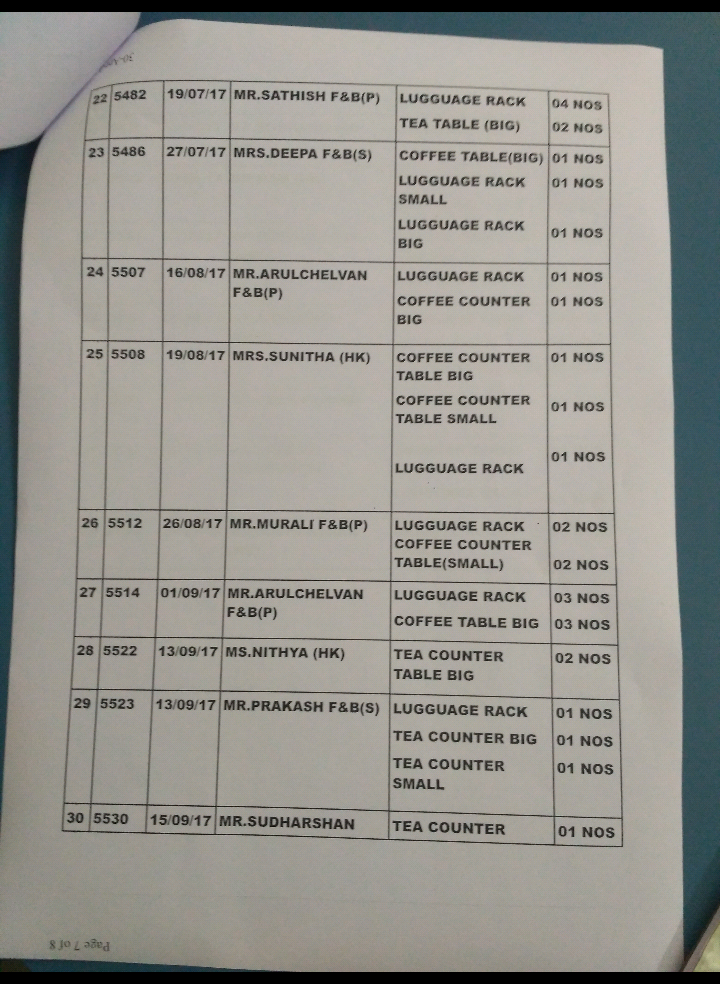 22 5482 19/07/17 MR.SATHISH F&B(P) LUGGUAGE RACK 04 NOS
TEA TABLE (BIG) 02 NOS
23 5486 27/07/17 MRS.DEEPA F&B(S) COFFEE TABLE(BIG) 01 NOS
LUGGUAGE RACK 01 NOS
SMALL
LUGGUAGE RACK 01 NOS
BIG
24 5507 16/08/17 MR.ARULCHELVAN LUGGUAGE RACK 01 NOS
F&B(P) COFFEE COUNTER 01 NOS
BIG
25 5508 19/08/17 MRS.SUNITHA (HK) COFFEE COUNTER 01 NOS
TABLE BIG
COFFEE COUNTER 01 NOS
TABLE SMALL
LUGGUAGE RACK 01 NOS
26 5512 26/08/17 MR.MURALI F&B(P) LUGGUAGE RACK 02 NOS
COFFEE COUNTER
TABLE(SMALL) 02 NOS
27 5514 01/09/17 MR.ARULCHELVAN LUGGUAGE RACK 03 NOS
F&B(P) COFFEE TABLE BIG 03 NOS
28 5522 13/09/17 MS.NITHYA (HK) TEA COUNTER 02 NOS
TABLE BIG
29 5523 13/09/17 MR.PRAKASH F&B(S) LUGGUAGE RACK 01 NOS
TEA COUNTER BIG 01 NOS
TEA COUNTER 01 NOS
SMALL
30 5530 15/09/17 MR.SUDHARSHAN TEA COUNTER 01 NOS
Page 7 of 8